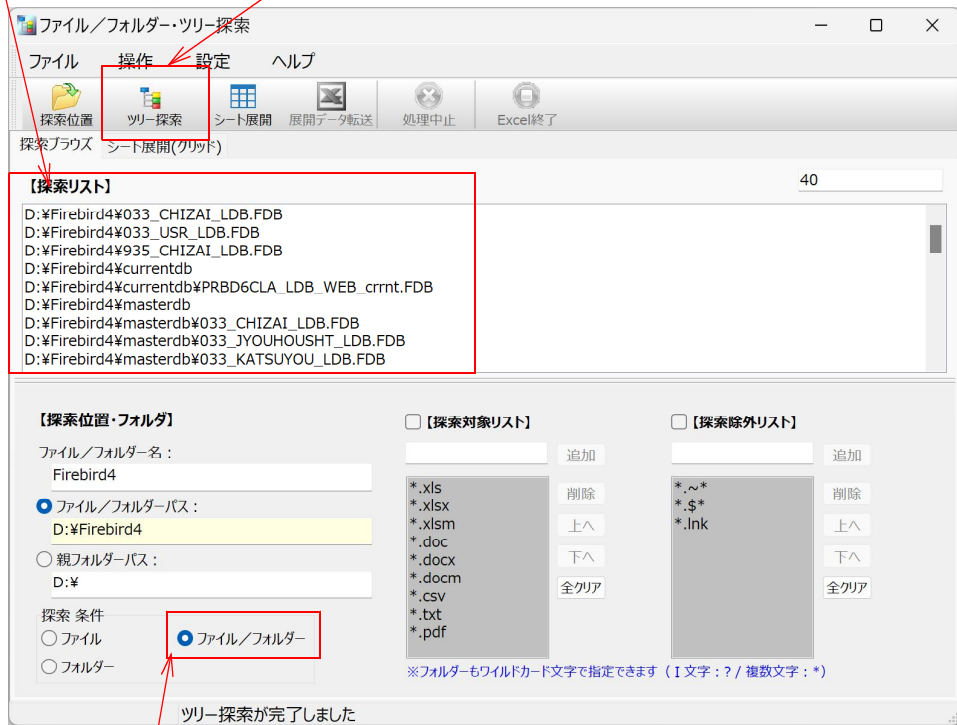 ファイル／フォルダー・ツリー探索
ファイル 操作 設定 ヘルプ
探索位置 ツリー探索 シート展開 展開データ転送 処理中止 Excel終了
探索ブラウズ シート展開(グリッド)
【探索リスト】 40
D:¥Firebird4¥033_CHIZAI_LDB.FDB
D:¥Firebird4¥033_USR_LDB.FDB
D:¥Firebird4¥935_CHIZAI_LDB.FDB
D:¥Firebird4¥currentdb
D:¥Firebird4¥currentdb¥PRBD6CLA_LDB_WEB_crrnt.FDB
D:¥Firebird4¥masterdb
D:¥Firebird4¥masterdb¥033_CHIZAI_LDB.FDB
D:¥Firebird4¥masterdb¥033_JYOUHOUSHT_LDB.FDB
D:¥Firebird4¥masterdb¥033_KATSUYOU_LDB.FDB
【探索位置・フォルダ】
ファイル／フォルダー名：
Firebird4
ファイル／フォルダーパス：
D:¥Firebird4
親フォルダーパス：
D:¥
探索 条件
ファイル ファイル／フォルダー
フォルダー
【探索対象リスト】
追加
*.xls
*.xlsx
*.xlsm
*.doc
*.docx
*.docm
*.csv
*.txt
*.pdf
削除
上へ
下へ
全クリア
【探索除外リスト】
追加
*.~*
*.$*
*.lnk
削除
上へ
下へ
全クリア
※フォルダーもワイルドカード文字で指定できます（１文字：? / 複数文字：*）
ツリー探索が完了しました